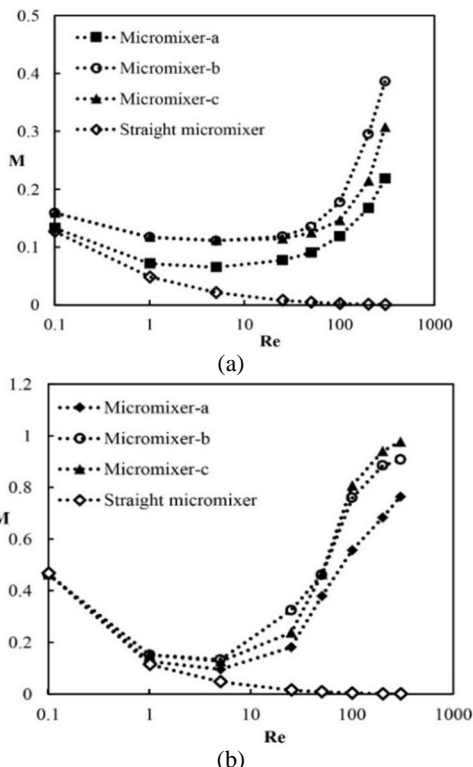 0.5
Micromixer-a
Micromixer-b
0.4
Micromixer-c
Straight micromixer
0.3
M
0.2
0.1
0
0.1 1 10 100 1000
Re
(a)
1.2
Micromixer-a
1
Micromixer-b
Micromixer-c
0.8
Straight micromixer
M
0.6
0.4
0.2
0
0.1 1 10 100 1000
Re
(b)